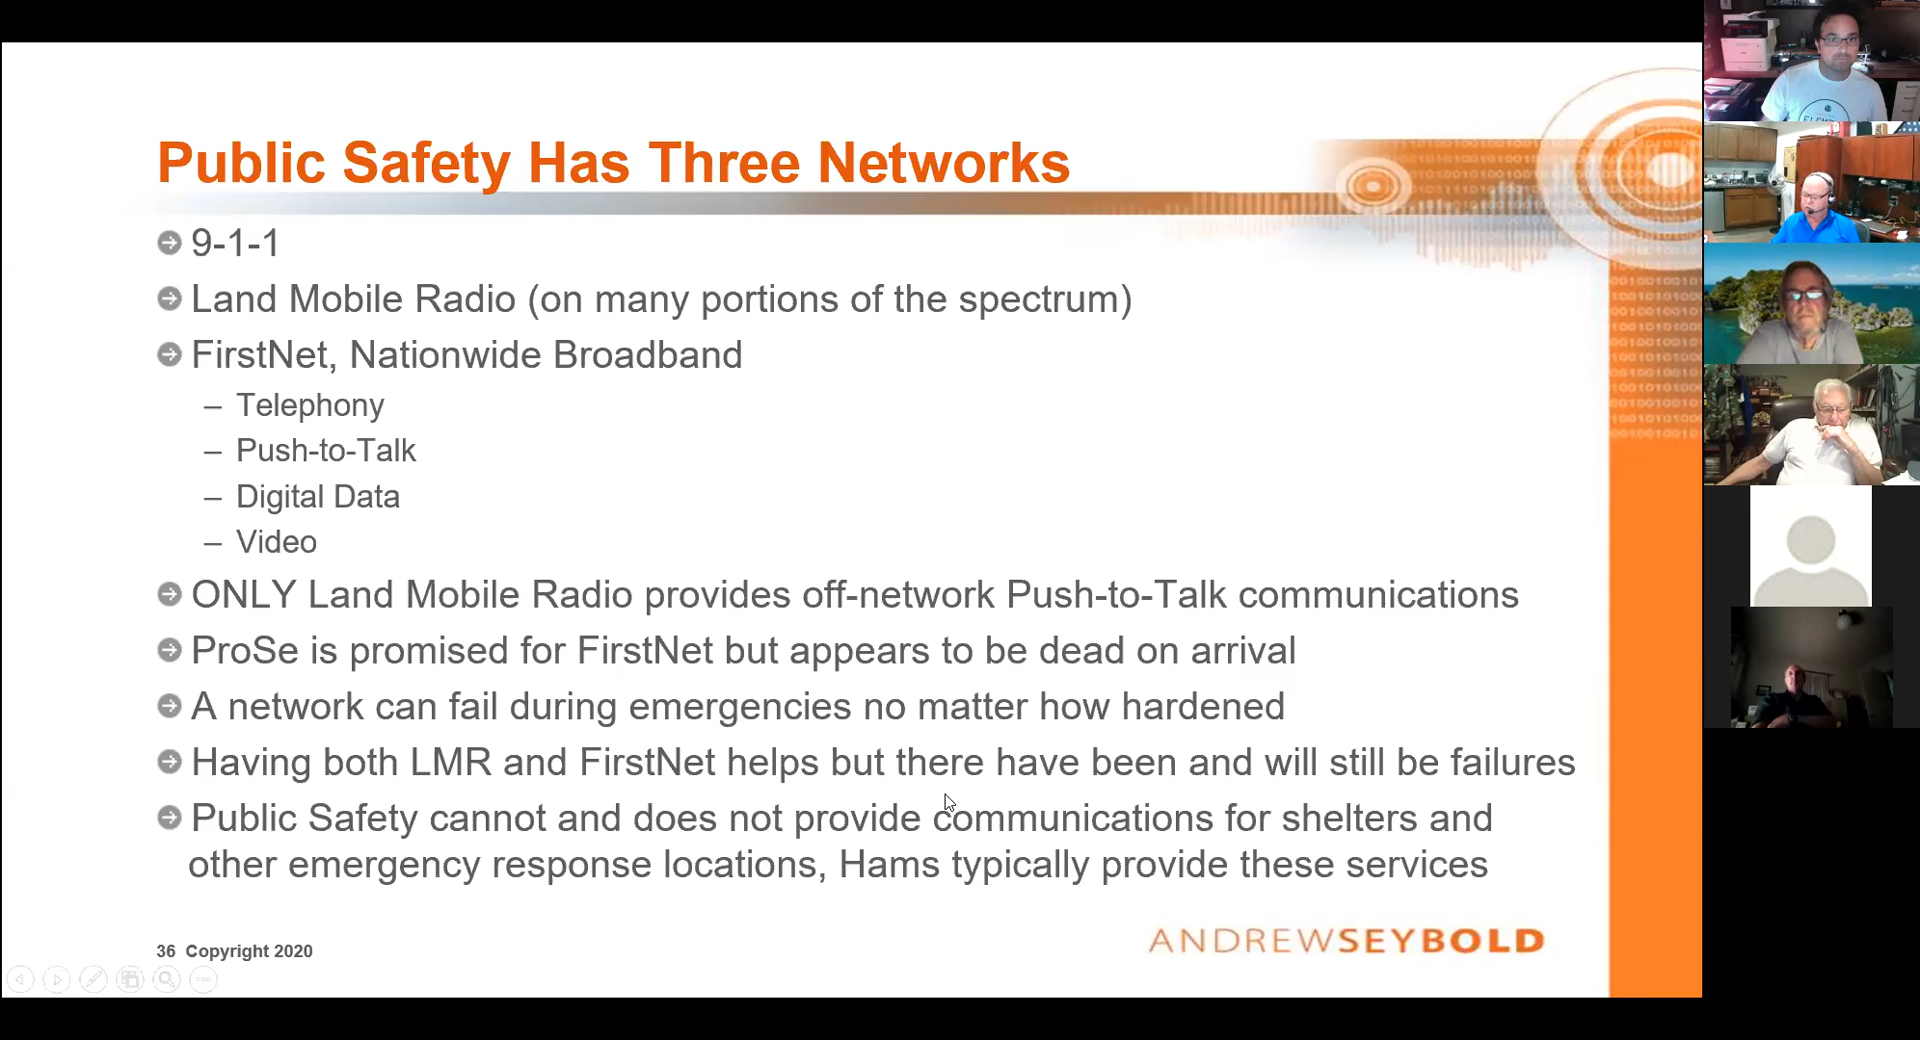 Public Safety Has Three Networks
9-1-1
Land Mobile Radio (on many portions of the spectrum)
FirstNet, Nationwide Broadband
– Telephony
– Push-to-Talk
– Digital Data
– Video
ONLY Land Mobile Radio provides off-network Push-to-Talk communications
ProSe is promised for FirstNet but appears to be dead on arrival
A network can fail during emergencies no matter how hardened
Having both LMR and FirstNet helps but there have been and will still be failures
Public Safety cannot and does not provide communications for shelters and
other emergency response locations, Hams typically provide these services
36 Copyright 2020
ANDREWSEYBOLD